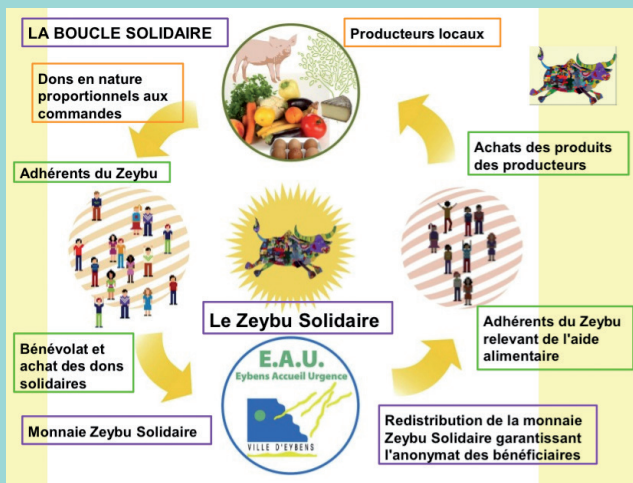 LA BOUCLE SOLIDAIRE
Producteurs locaux
Dons en nature
proportionnels aux
commandes
Achats des produits
des producteurs
Adhérents du Zeybu
Le Zeybu Solidaire
Adhérents du Zeybu
relevant de l'aide
alimentaire
Bénévolat et
achat des dons
solidaires
E.A.U.
Eybens Accueil Urgence
VILLE D'EYBENS
Monnaie Zeybu Solidaire
Redistribution de la monnaie
Zeybu Solidaire garantissant
l'anonymat des bénéficiaires